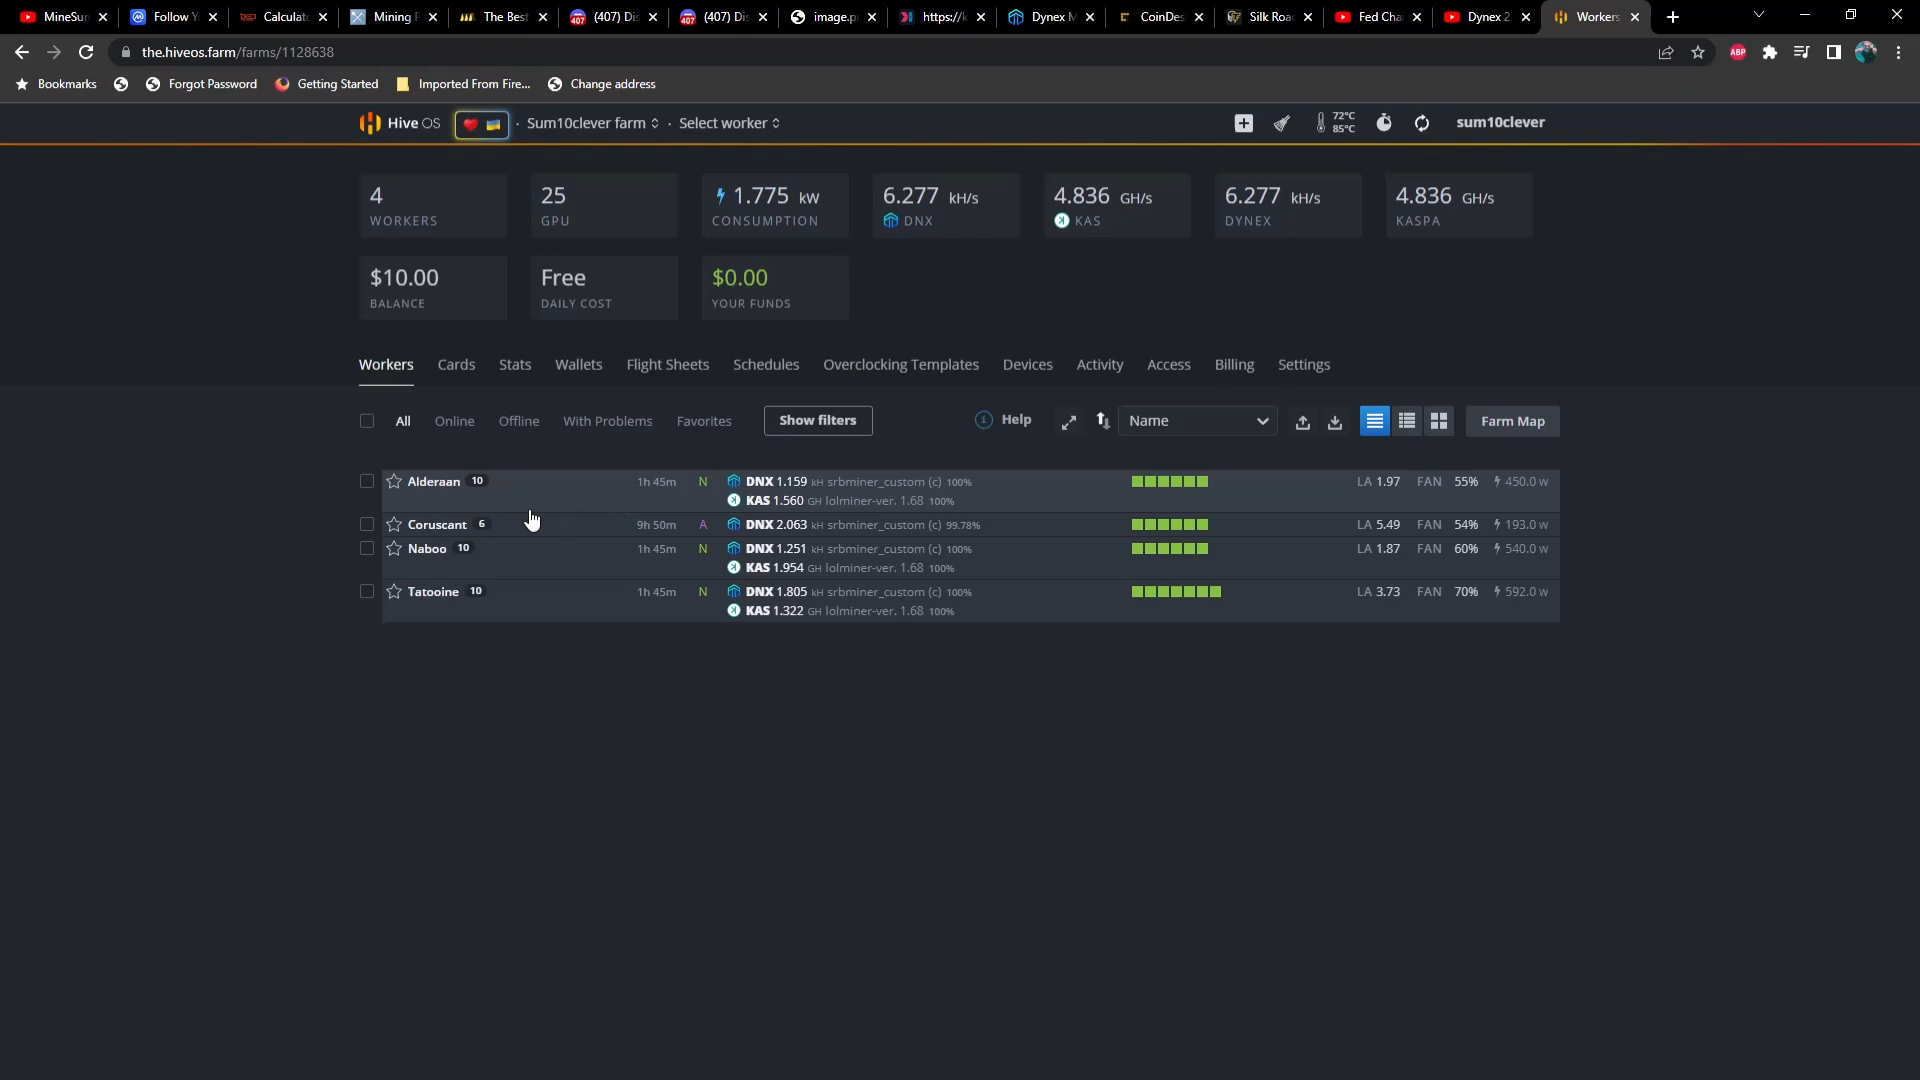 MineSun
Follow Y
Calculato
Mining P
The Best
(407) Dis
(407) Dis
image.p
https://k
Dynex M
CoinDes
Silk Roa
Fed Chai
Dynex 2.
Workers
the.hiveos.farm/farms/1128638
ABP
Bookmarks
Forgot Password
Getting Started
Imported From Fire...
Change address
Hive OS
· Sum10clever farm · Select worker
72°C
85°C
sum10clever
4
WORKERS
25
GPU
1.775 kW
CONSUMPTION
6.277 kH/s
DNX
4.836 GH/s
KAS
6.277 kH/s
DYNEX
4.836 GH/s
KASPA
$10.00
BALANCE
Free
DAILY COST
$0.00
YOUR FUNDS
Workers Cards Stats Wallets Flight Sheets Schedules Overclocking Templates Devices Activity Access Billing Settings
All Online Offline With Problems Favorites Show filters Help Name Farm Map
Alderaan 10 1h 45m N DNX 1.159 kH srbminer_custom (c) 100% LA 1.97 FAN 55% 450.0 w
KAS 1.560 GH lolminer-ver. 1.68 100%
Coruscant 6 9h 50m A DNX 2.063 kH srbminer_custom (c) 99.78% LA 5.49 FAN 54% 193.0 w
Naboo 10 1h 45m N DNX 1.251 kH srbminer_custom (c) 100% LA 1.87 FAN 60% 540.0 w
KAS 1.954 GH lolminer-ver. 1.68 100%
Tatooine 10 1h 45m N DNX 1.805 kH srbminer_custom (c) 100% LA 3.73 FAN 70% 592.0 w
KAS 1.322 GH lolminer-ver. 1.68 100%